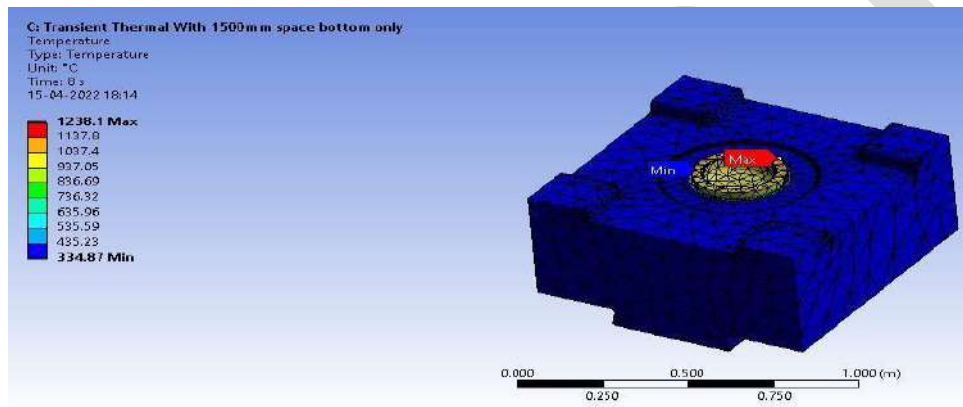 C: Transient Thermal With 1500mm space bottom only
Temperature
Type: Temperature
Unit: °C
Time: 8 s
15-04-2022 18:14
1238.1 Max
1137.8
1037.4
937.05
836.69
736.32
635.96
535.59
435.23
334.87 Min
Min
Max
0.000 0.500 1.000 (m)
0.250 0.750